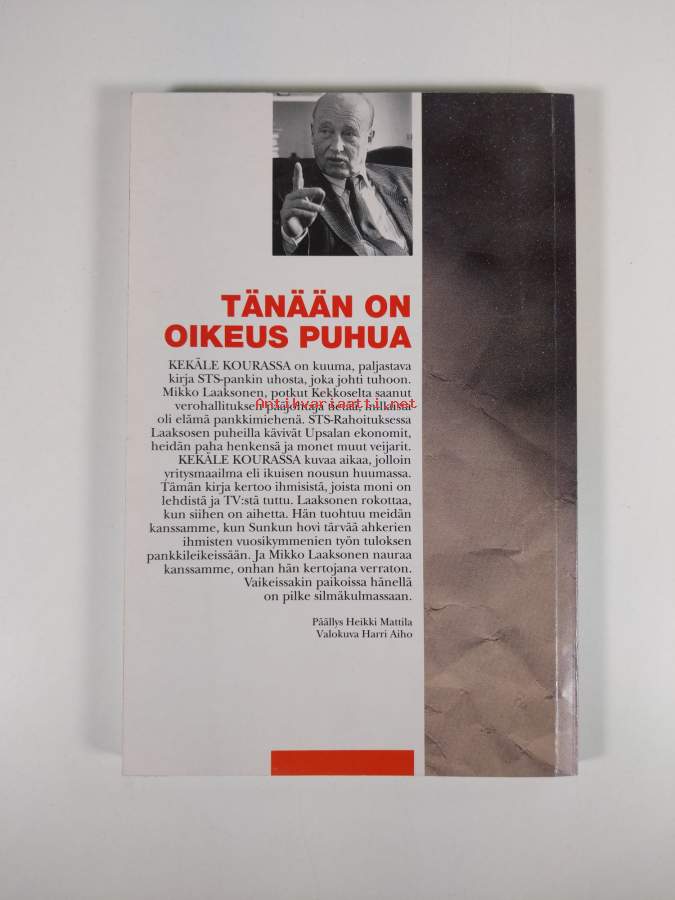 TÄNÄÄN ON
OIKEUS PUHUA
KEKÄLE KOURASSA on kuuma, paljastava
kirja STS-pankin uhosta, joka johti tuhoon.
Mikko Laaksonen, potkut Kekkoselta saanut
verohallituksen pääjohtaja tietää, millaista
Antikvariaatti.net
oli elämä pankkimiehenä. STS-Rahoituksessa
Laaksosen puheilla kävivät Upsalan ekonomit,
heidän paha henkensä ja monet muut veijarit.
KEKÄLE KOURASSA kuvaa aikaa, jolloin
yritysmaailma eli ikuisen nousun huumassa.
Tämän kirja kertoo ihmisistä, joista moni on
lehdistä ja TV:stä tuttu. Laaksonen rokottaa,
kun siihen on aihetta. Hän tuohtuu meidän
kanssamme, kun Sunkun hovi tärvää ahkerien
ihmisten vuosikymmenien työn tuloksen
pankkileikeissään. Ja Mikko Laaksonen nauraa
kanssamme, onhan hän kertojana verraton.
Vaikeissakin paikoissa hänellä
on pilke silmäkulmassaan.
Päällys Heikki Mattila
Valokuva Harri Aiho